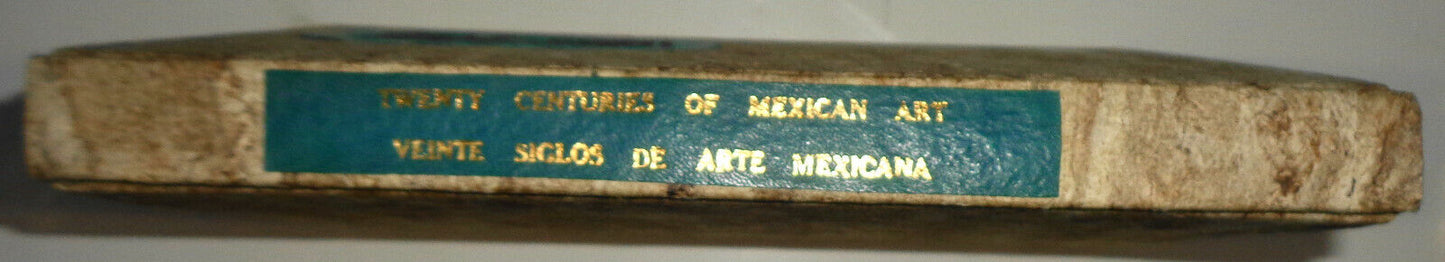 TWENTY CENTURIES OF MEXICAN ART
VEINTE SIGLOS DE ARTE MEXICANA